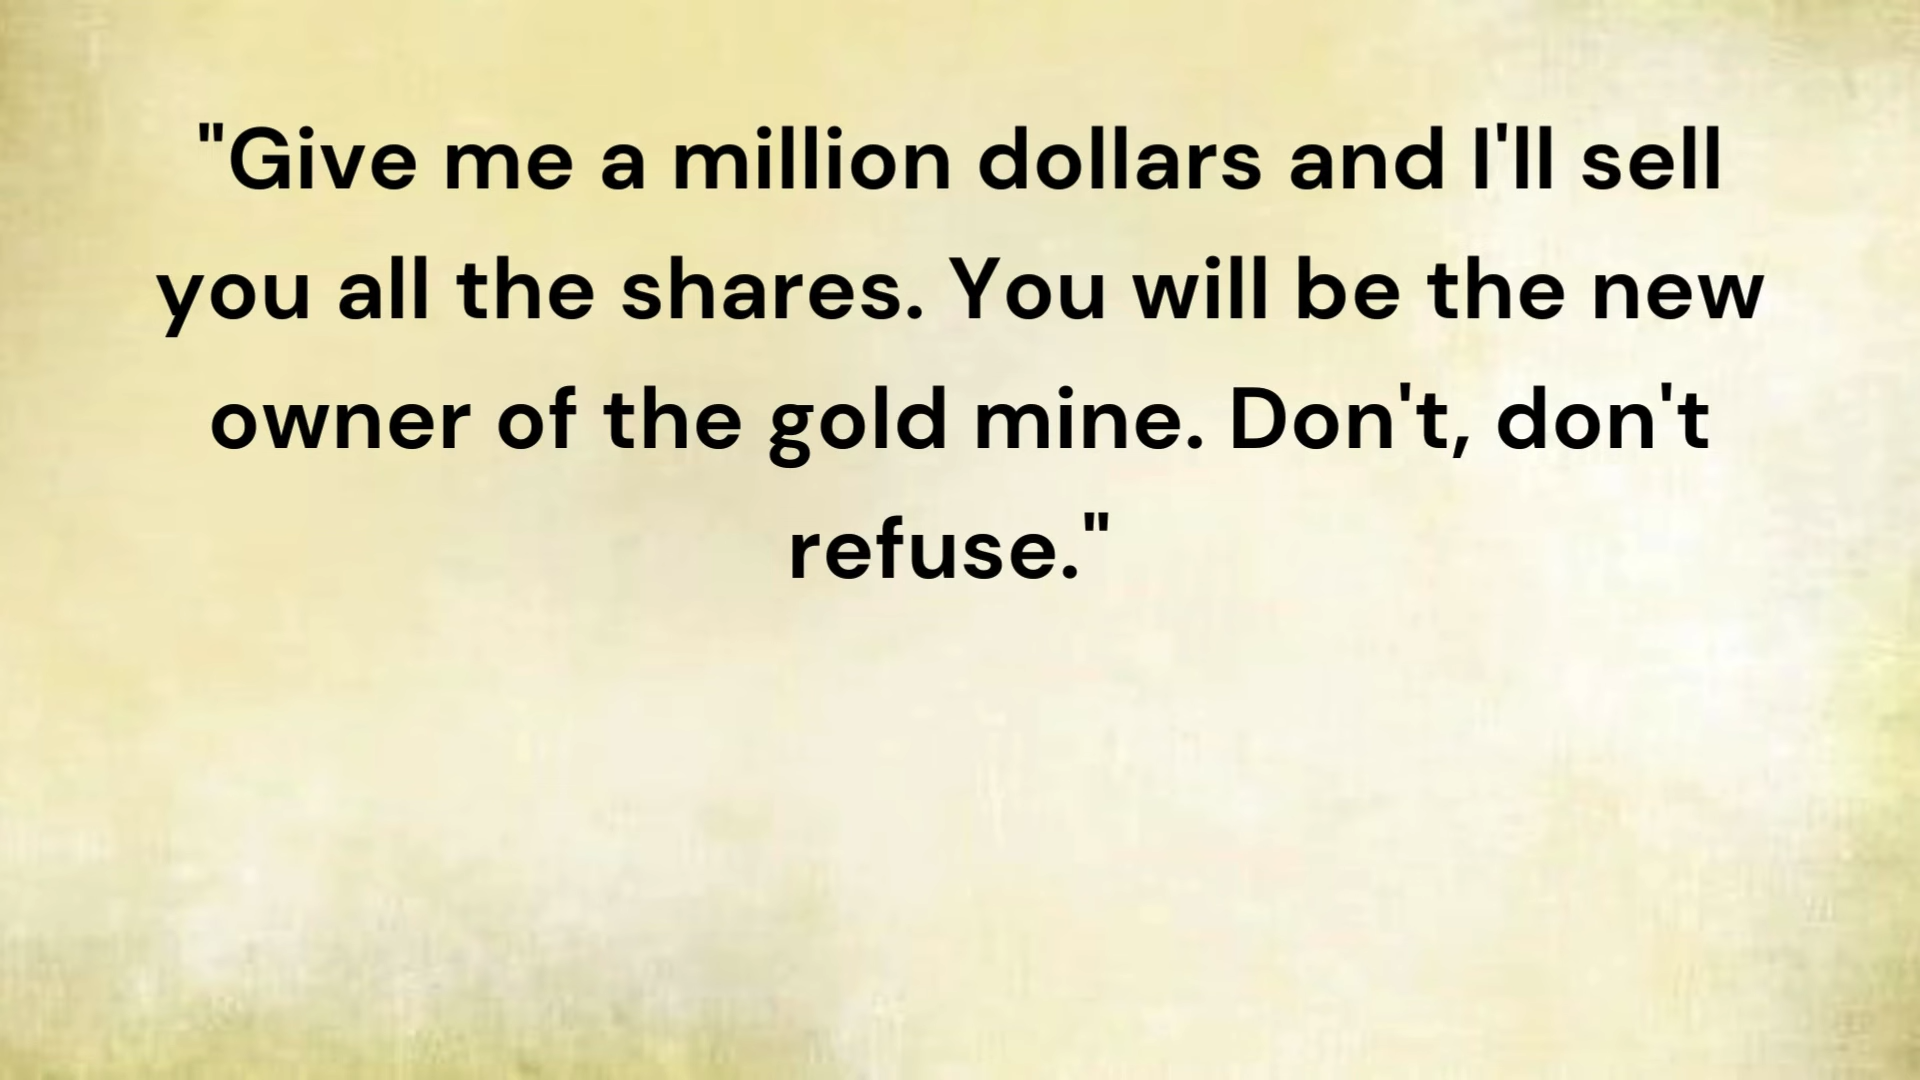 "Give me a million dollars and I'll sell
you all the shares. You will be the new
owner of the gold mine. Don't, don't
refuse."